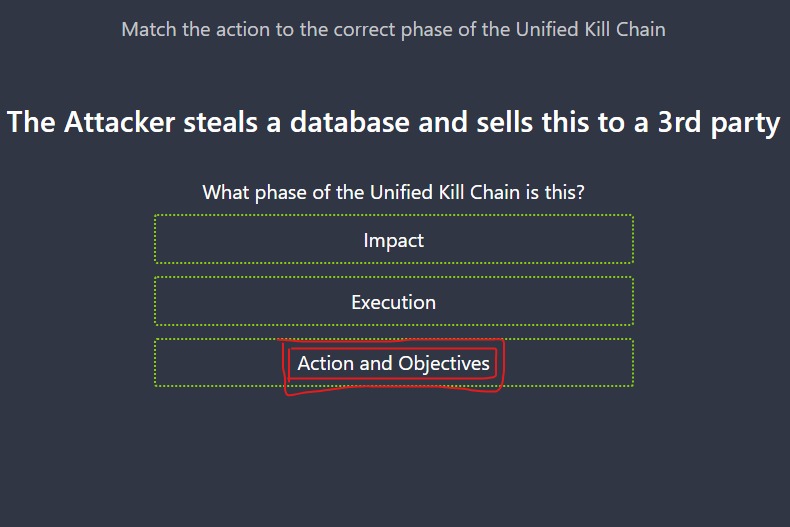 Match the action to the correct phase of the Unified Kill Chain
The Attacker steals a database and sells this to a 3rd party
What phase of the Unified Kill Chain is this?
Impact
Execution
Action and Objectives